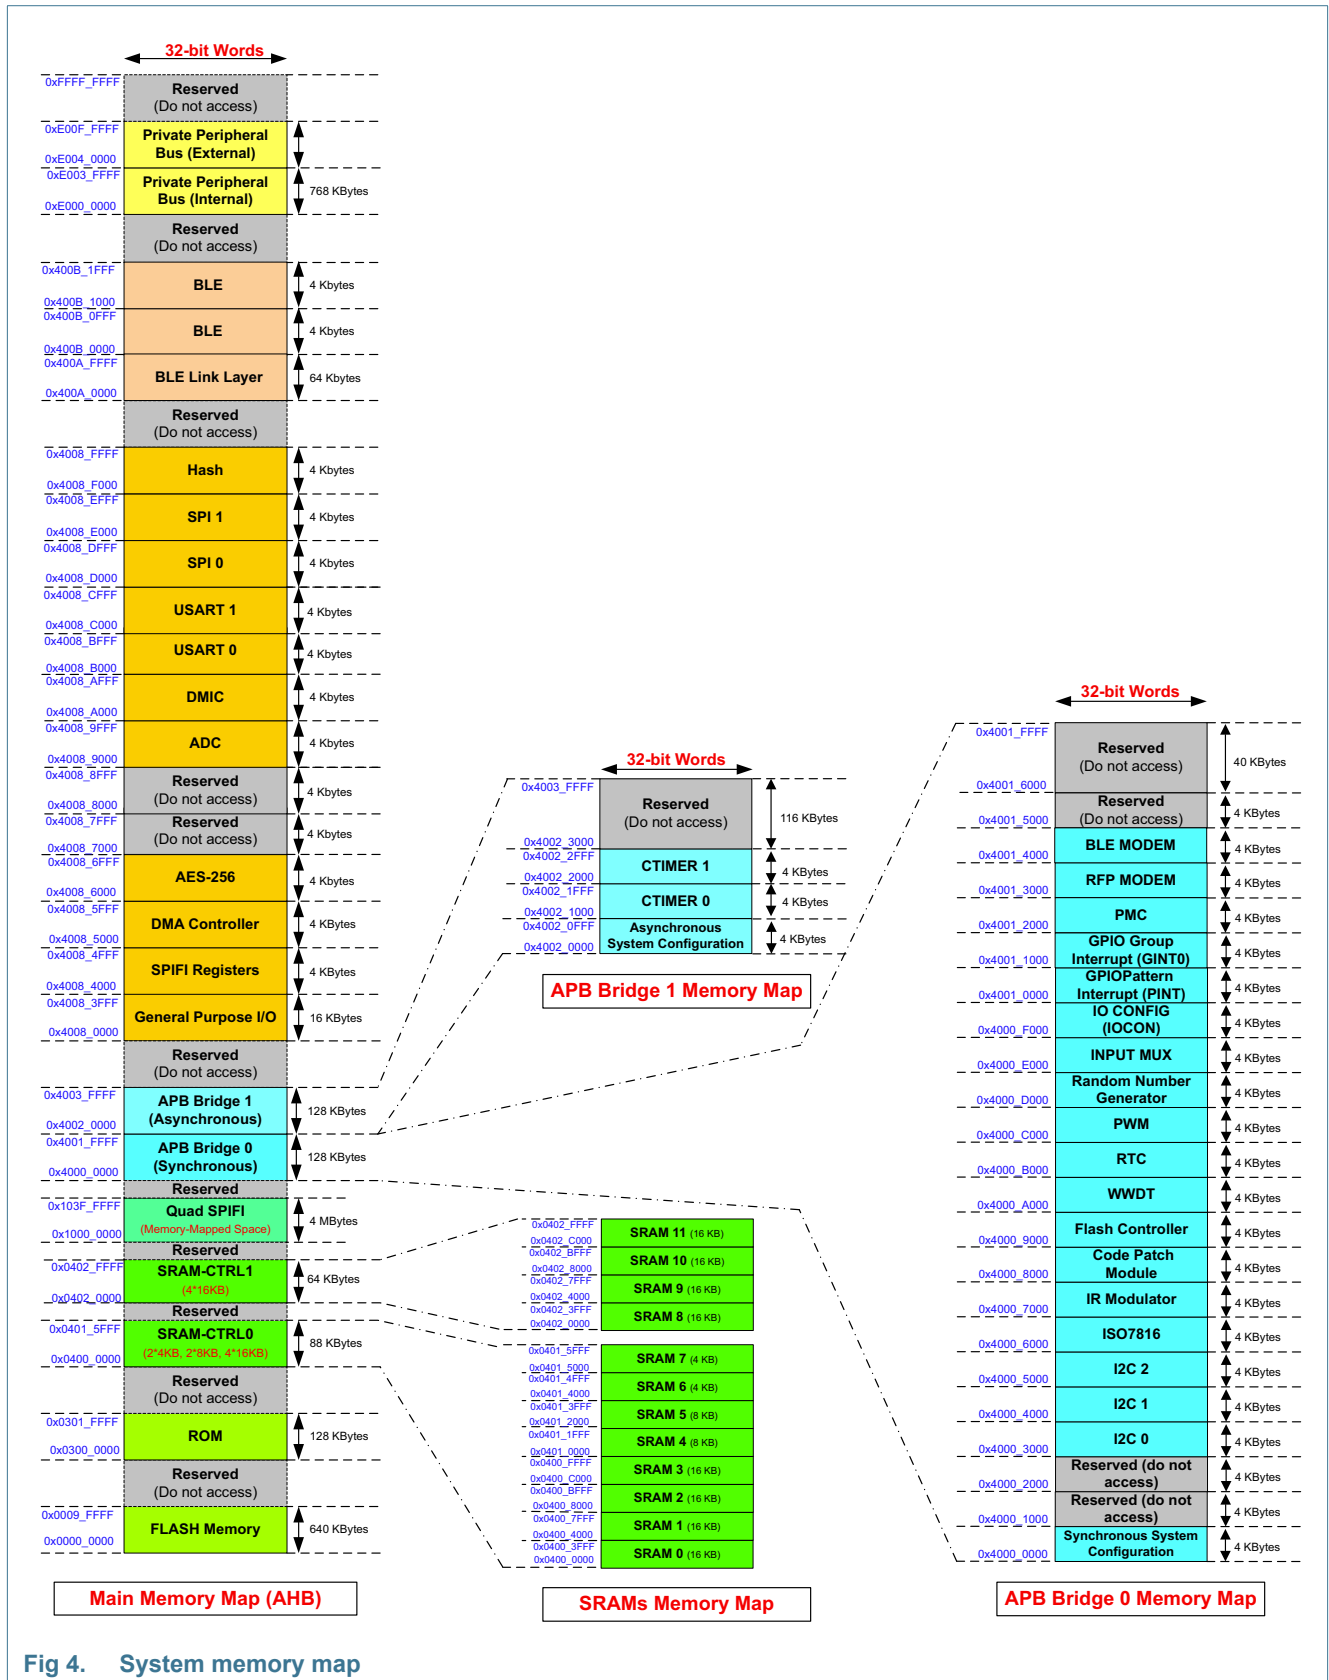 32-bit Words
0xFFFF_FFFF
Reserved
(Do not access)
0xE00F_FFFF
Private Peripheral
Bus (External)
0xE004_0000
0xE003_FFFF
Private Peripheral
Bus (Internal)
768 KBytes
0xE000_0000
Reserved
(Do not access)
0x400B_1FFF
BLE
4 Kbytes
0x400B_1000
0x400B_0FFF
BLE
4 Kbytes
0x400B_0000
0x400A_FFFF
BLE Link Layer
64 Kbytes
0x400A_0000
Reserved
(Do not access)
0x4008_FFFF
Hash
4 Kbytes
0x4008_F000
0x4008_EFFF
SPI 1
4 Kbytes
0x4008_E000
0x4008_DFFF
SPI 0
4 Kbytes
0x4008_D000
0x4008_CFFF
USART 1
4 Kbytes
0x4008_C000
0x4008_BFFF
USART 0
4 Kbytes
0x4008_B000
0x4008_AFFF
DMIC
4 Kbytes
0x4008_A000
0x4008_9FFF
ADC
4 Kbytes
0x4008_9000
0x4008_8FFF
Reserved
(Do not access)
4 Kbytes
0x4008_8000
0x4008_7FFF
Reserved
(Do not access)
4 Kbytes
0x4008_7000
0x4008_6FFF
AES-256
4 Kbytes
0x4008_6000
0x4008_5FFF
DMA Controller
4 KBytes
0x4008_5000
0x4008_4FFF
SPIFI Registers
4 KBytes
0x4008_4000
0x4008_3FFF
General Purpose I/O
16 KBytes
0x4008_0000
Reserved
(Do not access)
0x4003_FFFF
APB Bridge 1
(Asynchronous)
128 KBytes
0x4002_0000
0x4001_FFFF
APB Bridge 0
(Synchronous)
128 KBytes
0x4000_0000
Reserved
0x103F_FFFF
Quad SPIFI
(Memory-Mapped Space)
4 MBytes
0x1000_0000
Reserved
0x0402_FFFF
SRAM-CTRL1
(4*16KB)
64 KBytes
0x0402_0000
Reserved
0x0401_5FFF
SRAM-CTRL0
(2*4KB, 2*8KB, 4*16KB)
88 KBytes
0x0400_0000
Reserved
(Do not access)
0x0301_FFFF
ROM
128 KBytes
0x0300_0000
Reserved
(Do not access)
0x0009_FFFF
FLASH Memory
640 KBytes
0x0000_0000
Main Memory Map (AHB)
32-bit Words
0x4003_FFFF
Reserved
(Do not access)
116 KBytes
0x4002_3000
0x4002_2FFF
CTIMER 1
4 KBytes
0x4002_2000
0x4002_1FFF
CTIMER 0
4 KBytes
0x4002_1000
0x4002_0FFF
Asynchronous
System Configuration
4 KBytes
0x4002_0000
APB Bridge 1 Memory Map
0x0402_FFFF
SRAM 11 (16 KB)
0x0402_C000
0x0402_BFFF
SRAM 10 (16 KB)
0x0402_8000
0x0402_7FFF
SRAM 9 (16 KB)
0x0402_4000
0x0402_3FFF
SRAM 8 (16 KB)
0x0402_0000
0x0401_5FFF
SRAM 7 (4 KB)
0x0401_5000
0x0401_4FFF
SRAM 6 (4 KB)
0x0401_4000
0x0401_3FFF
SRAM 5 (8 KB)
0x0401_2000
0x0401_1FFF
SRAM 4 (8 KB)
0x0401_0000
0x0400_FFFF
SRAM 3 (16 KB)
0x0400_C000
0x0400_BFFF
SRAM 2 (16 KB)
0x0400_8000
0x0400_7FFF
SRAM 1 (16 KB)
0x0400_4000
0x0400_3FFF
SRAM 0 (16 KB)
0x0400_0000
SRAMs Memory Map
32-bit Words
0x4001_FFFF
Reserved
(Do not access)
40 KBytes
0x4001_6000
Reserved
(Do not access)
4 KBytes
0x4001_5000
BLE MODEM
4 KBytes
0x4001_4000
RFP MODEM
4 KBytes
0x4001_3000
PMC
4 KBytes
0x4001_2000
GPIO Group
Interrupt (GINT0)
4 KBytes
0x4001_1000
GPIOPattern
Interrupt (PINT)
4 KBytes
0x4001_0000
IO CONFIG
(IOCON)
4 KBytes
0x4000_F000
INPUT MUX
4 KBytes
0x4000_E000
Random Number
Generator
4 KBytes
0x4000_D000
PWM
4 KBytes
0x4000_C000
RTC
4 KBytes
0x4000_B000
WWDT
4 KBytes
0x4000_A000
Flash Controller
4 KBytes
0x4000_9000
Code Patch
Module
4 KBytes
0x4000_8000
IR Modulator
4 KBytes
0x4000_7000
ISO7816
4 KBytes
0x4000_6000
I2C 2
4 KBytes
0x4000_5000
I2C 1
4 KBytes
0x4000_4000
I2C 0
4 KBytes
0x4000_3000
Reserved (do not
access)
4 KBytes
0x4000_2000
Reserved (do not
access)
4 KBytes
0x4000_1000
Synchronous System
Configuration
4 KBytes
0x4000_0000
APB Bridge 0 Memory Map
Fig 4. System memory map